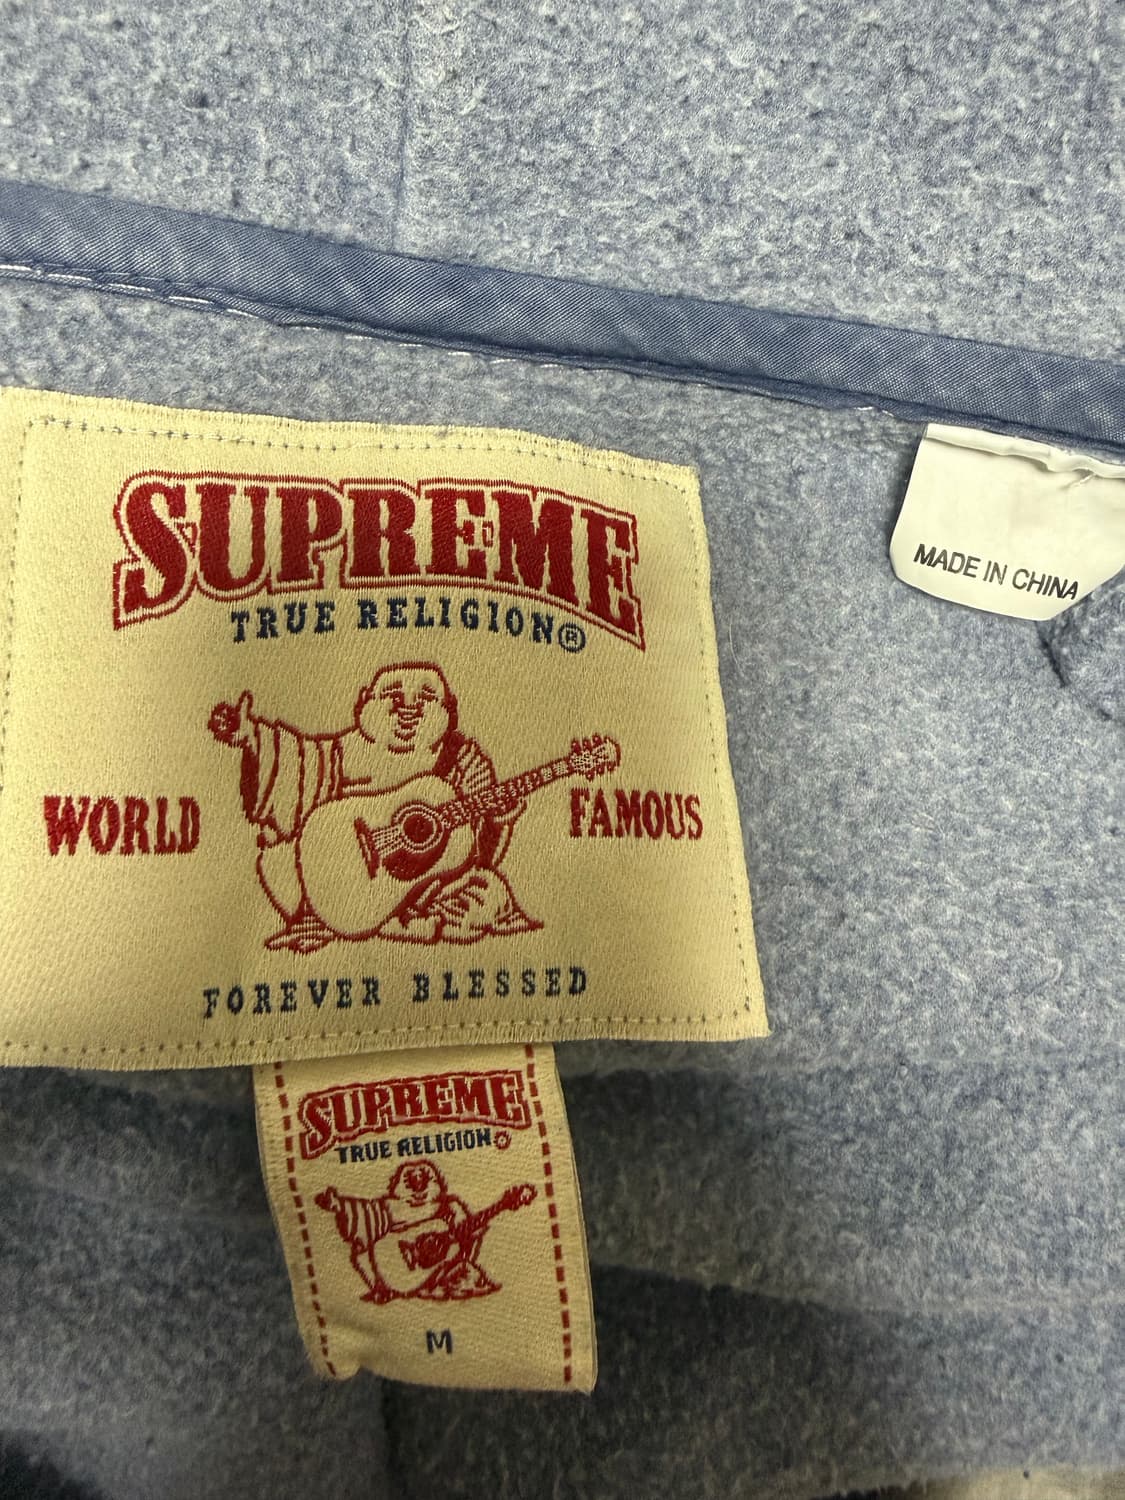 SUPREME
TRUE RELIGION®
WORLD FAMOUS
FOREVER BLESSED
MADE IN CHINA
SUPREME
TRUE RELIGION®
M